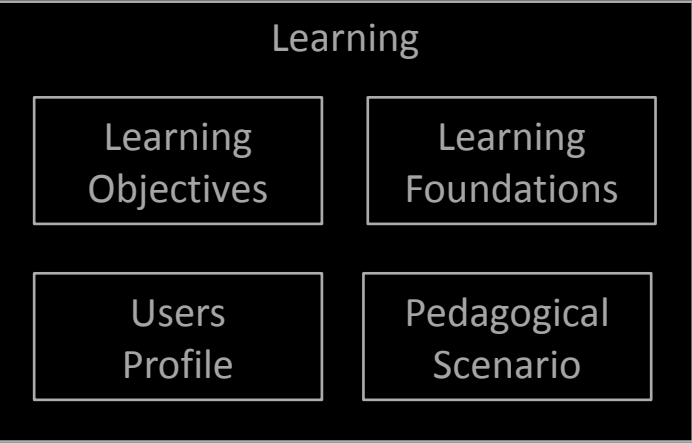 Learning
Learning
Objectives
Learning
Foundations
Users
Profile
Pedagogical
Scenario